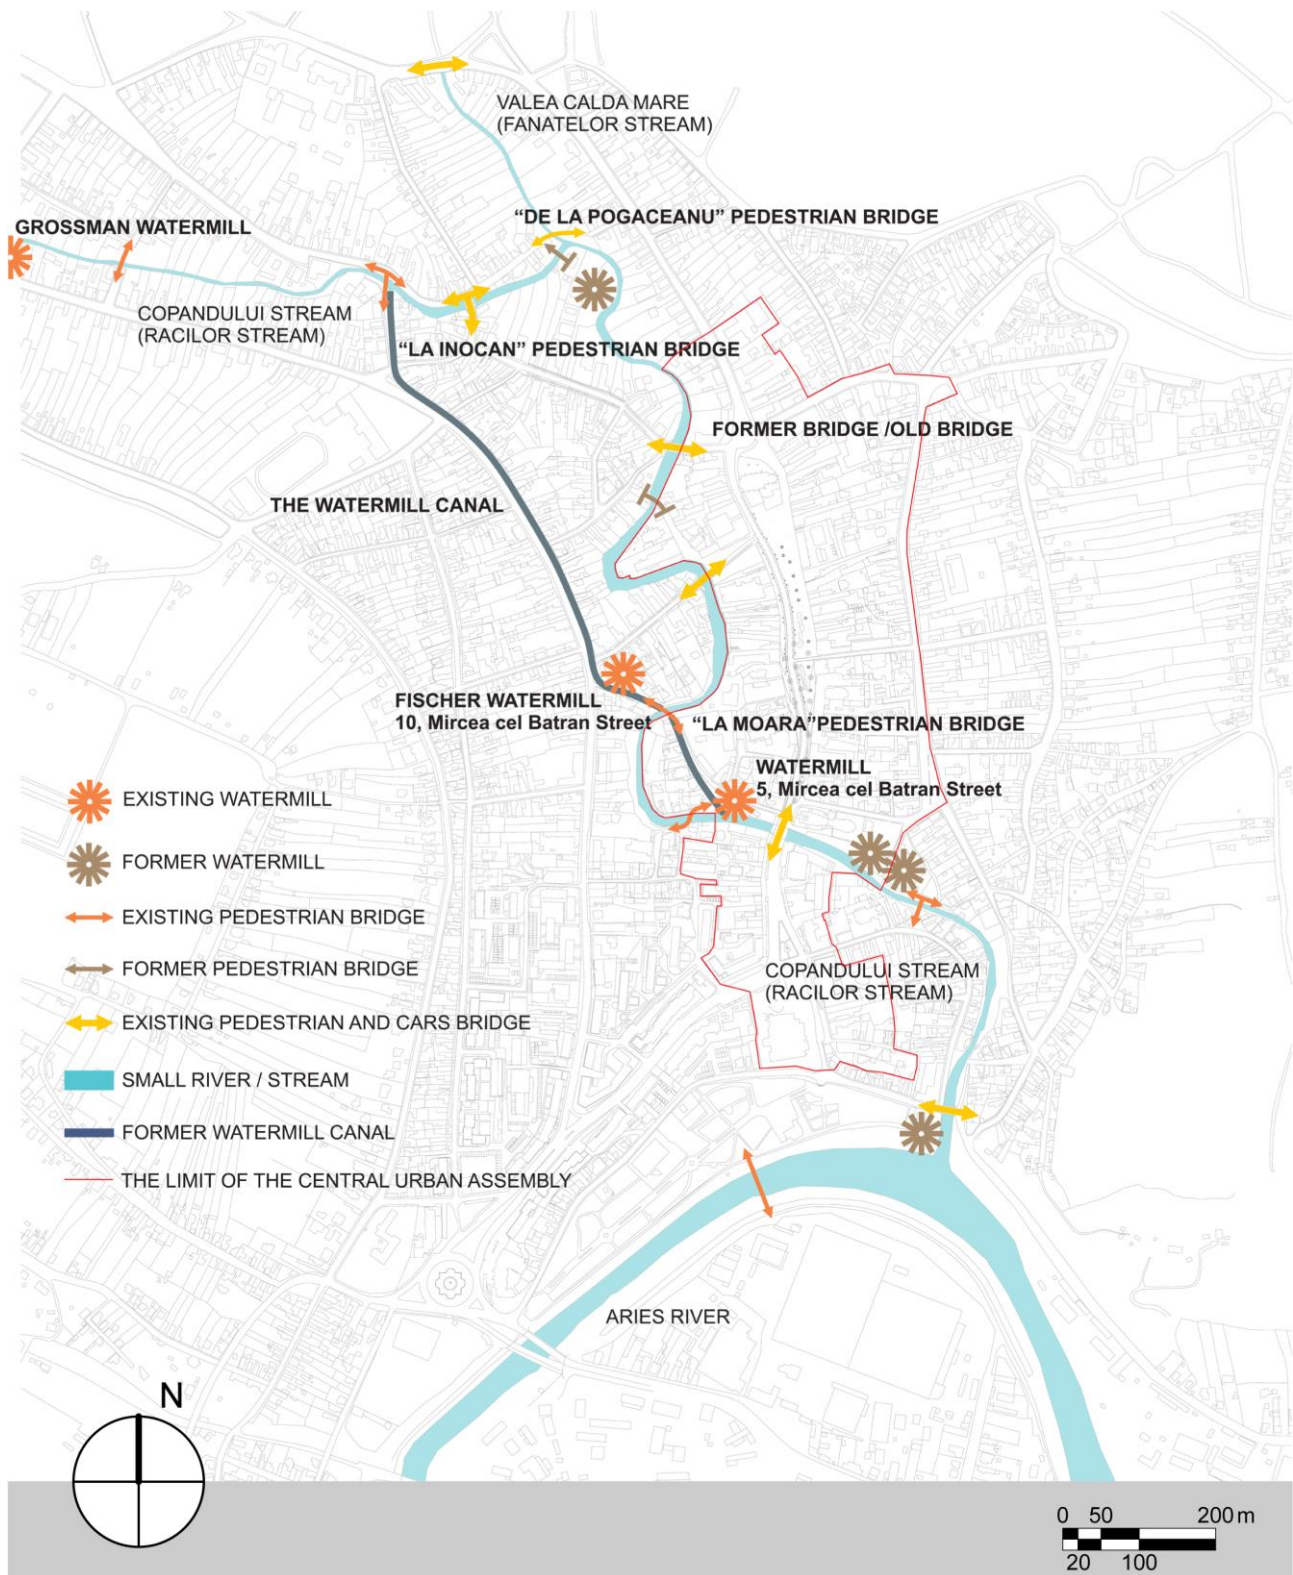 VALEA CALDA MARE
(FANATELOR STREAM)
GROSSMAN WATERMILL
“DE LA POGACEANU” PEDESTRIAN BRIDGE
COPANDULUI STREAM
(RACILOR STREAM)
“LA INOCAN” PEDESTRIAN BRIDGE
FORMER BRIDGE /OLD BRIDGE
THE WATERMILL CANAL
FISCHER WATERMILL
10, Mircea cel Batran Street
“LA MOARA”PEDESTRIAN BRIDGE
WATERMILL
5, Mircea cel Batran Street
EXISTING WATERMILL
FORMER WATERMILL
EXISTING PEDESTRIAN BRIDGE
FORMER PEDESTRIAN BRIDGE
COPANDULUI STREAM
(RACILOR STREAM)
EXISTING PEDESTRIAN AND CARS BRIDGE
SMALL RIVER / STREAM
FORMER WATERMILL CANAL
THE LIMIT OF THE CENTRAL URBAN ASSEMBLY
ARIES RIVER
N
0 50 200 m
20 100